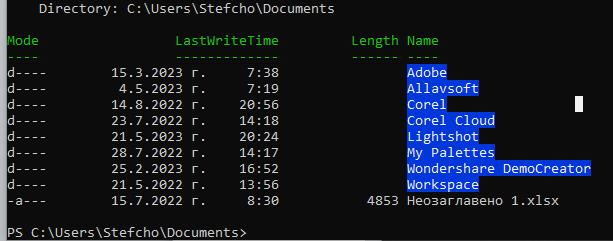 Directory: C:\Users\Stefcho\Documents
Mode LastWriteTime Length Name
---- ------------- ------ ----
d---- 15.3.2023 г. 7:38 Adobe
d---- 4.5.2023 г. 7:19 Allavsoft
d---- 14.8.2022 г. 20:56 Corel
d---- 23.7.2022 г. 14:18 Corel Cloud
d---- 21.5.2023 г. 20:24 Lightshot
d---- 28.7.2022 г. 14:17 My Palettes
d---- 25.2.2023 г. 16:52 Wondershare DemoCreator
d---- 21.5.2022 г. 13:56 Workspace
-a--- 15.7.2022 г. 8:30 4853 Неозаглавено 1.xlsx
PS C:\Users\Stefcho\Documents>